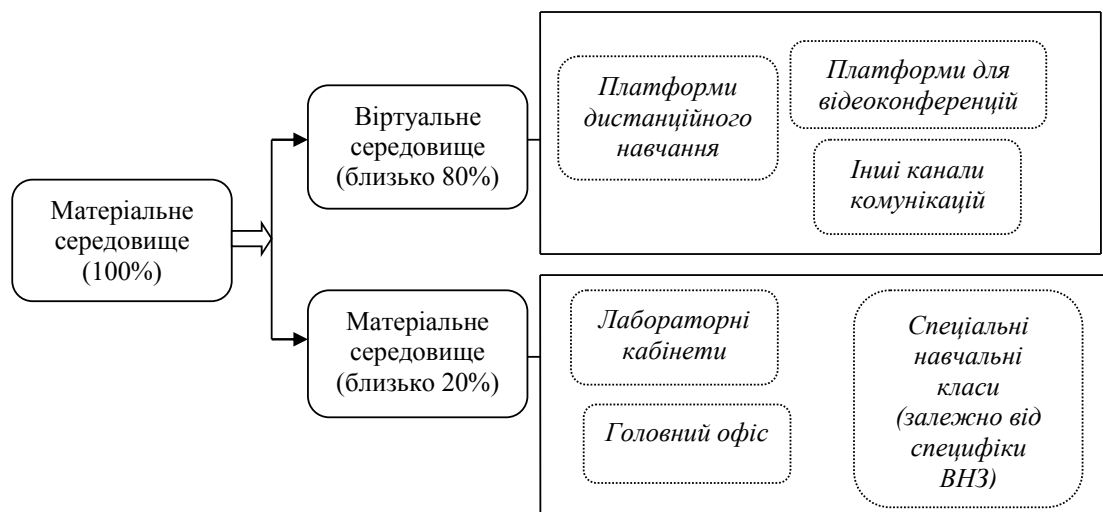 Матеріальне
середовище
(100%)
Віртуальне
середовище
(близько 80%)
Платформи
дистанційного
навчання
Платформи для
відеоконференцій
Інші канали
комунікацій
Матеріальне
середовище
(близько 20%)
Лабораторні
кабінети
Головний офіс
Спеціальні
навчальні
класи
(залежно від
специфіки
ВНЗ)